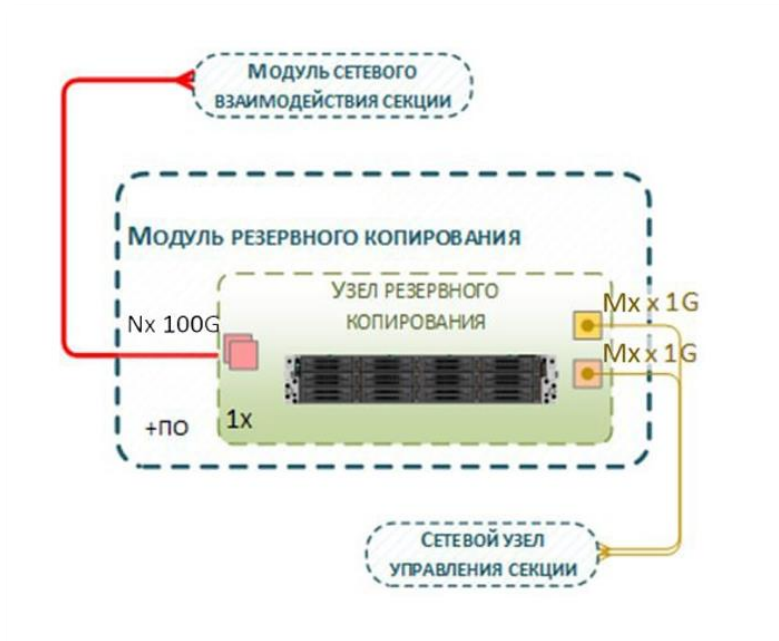 Модуль сетевого
взаимодействия секции
Модуль резервного копирования
Узел резервного
копирования
Mx x 1G
Nx 100G
Mx x 1G
+ПО
1x
Сетевой узел
управления секции